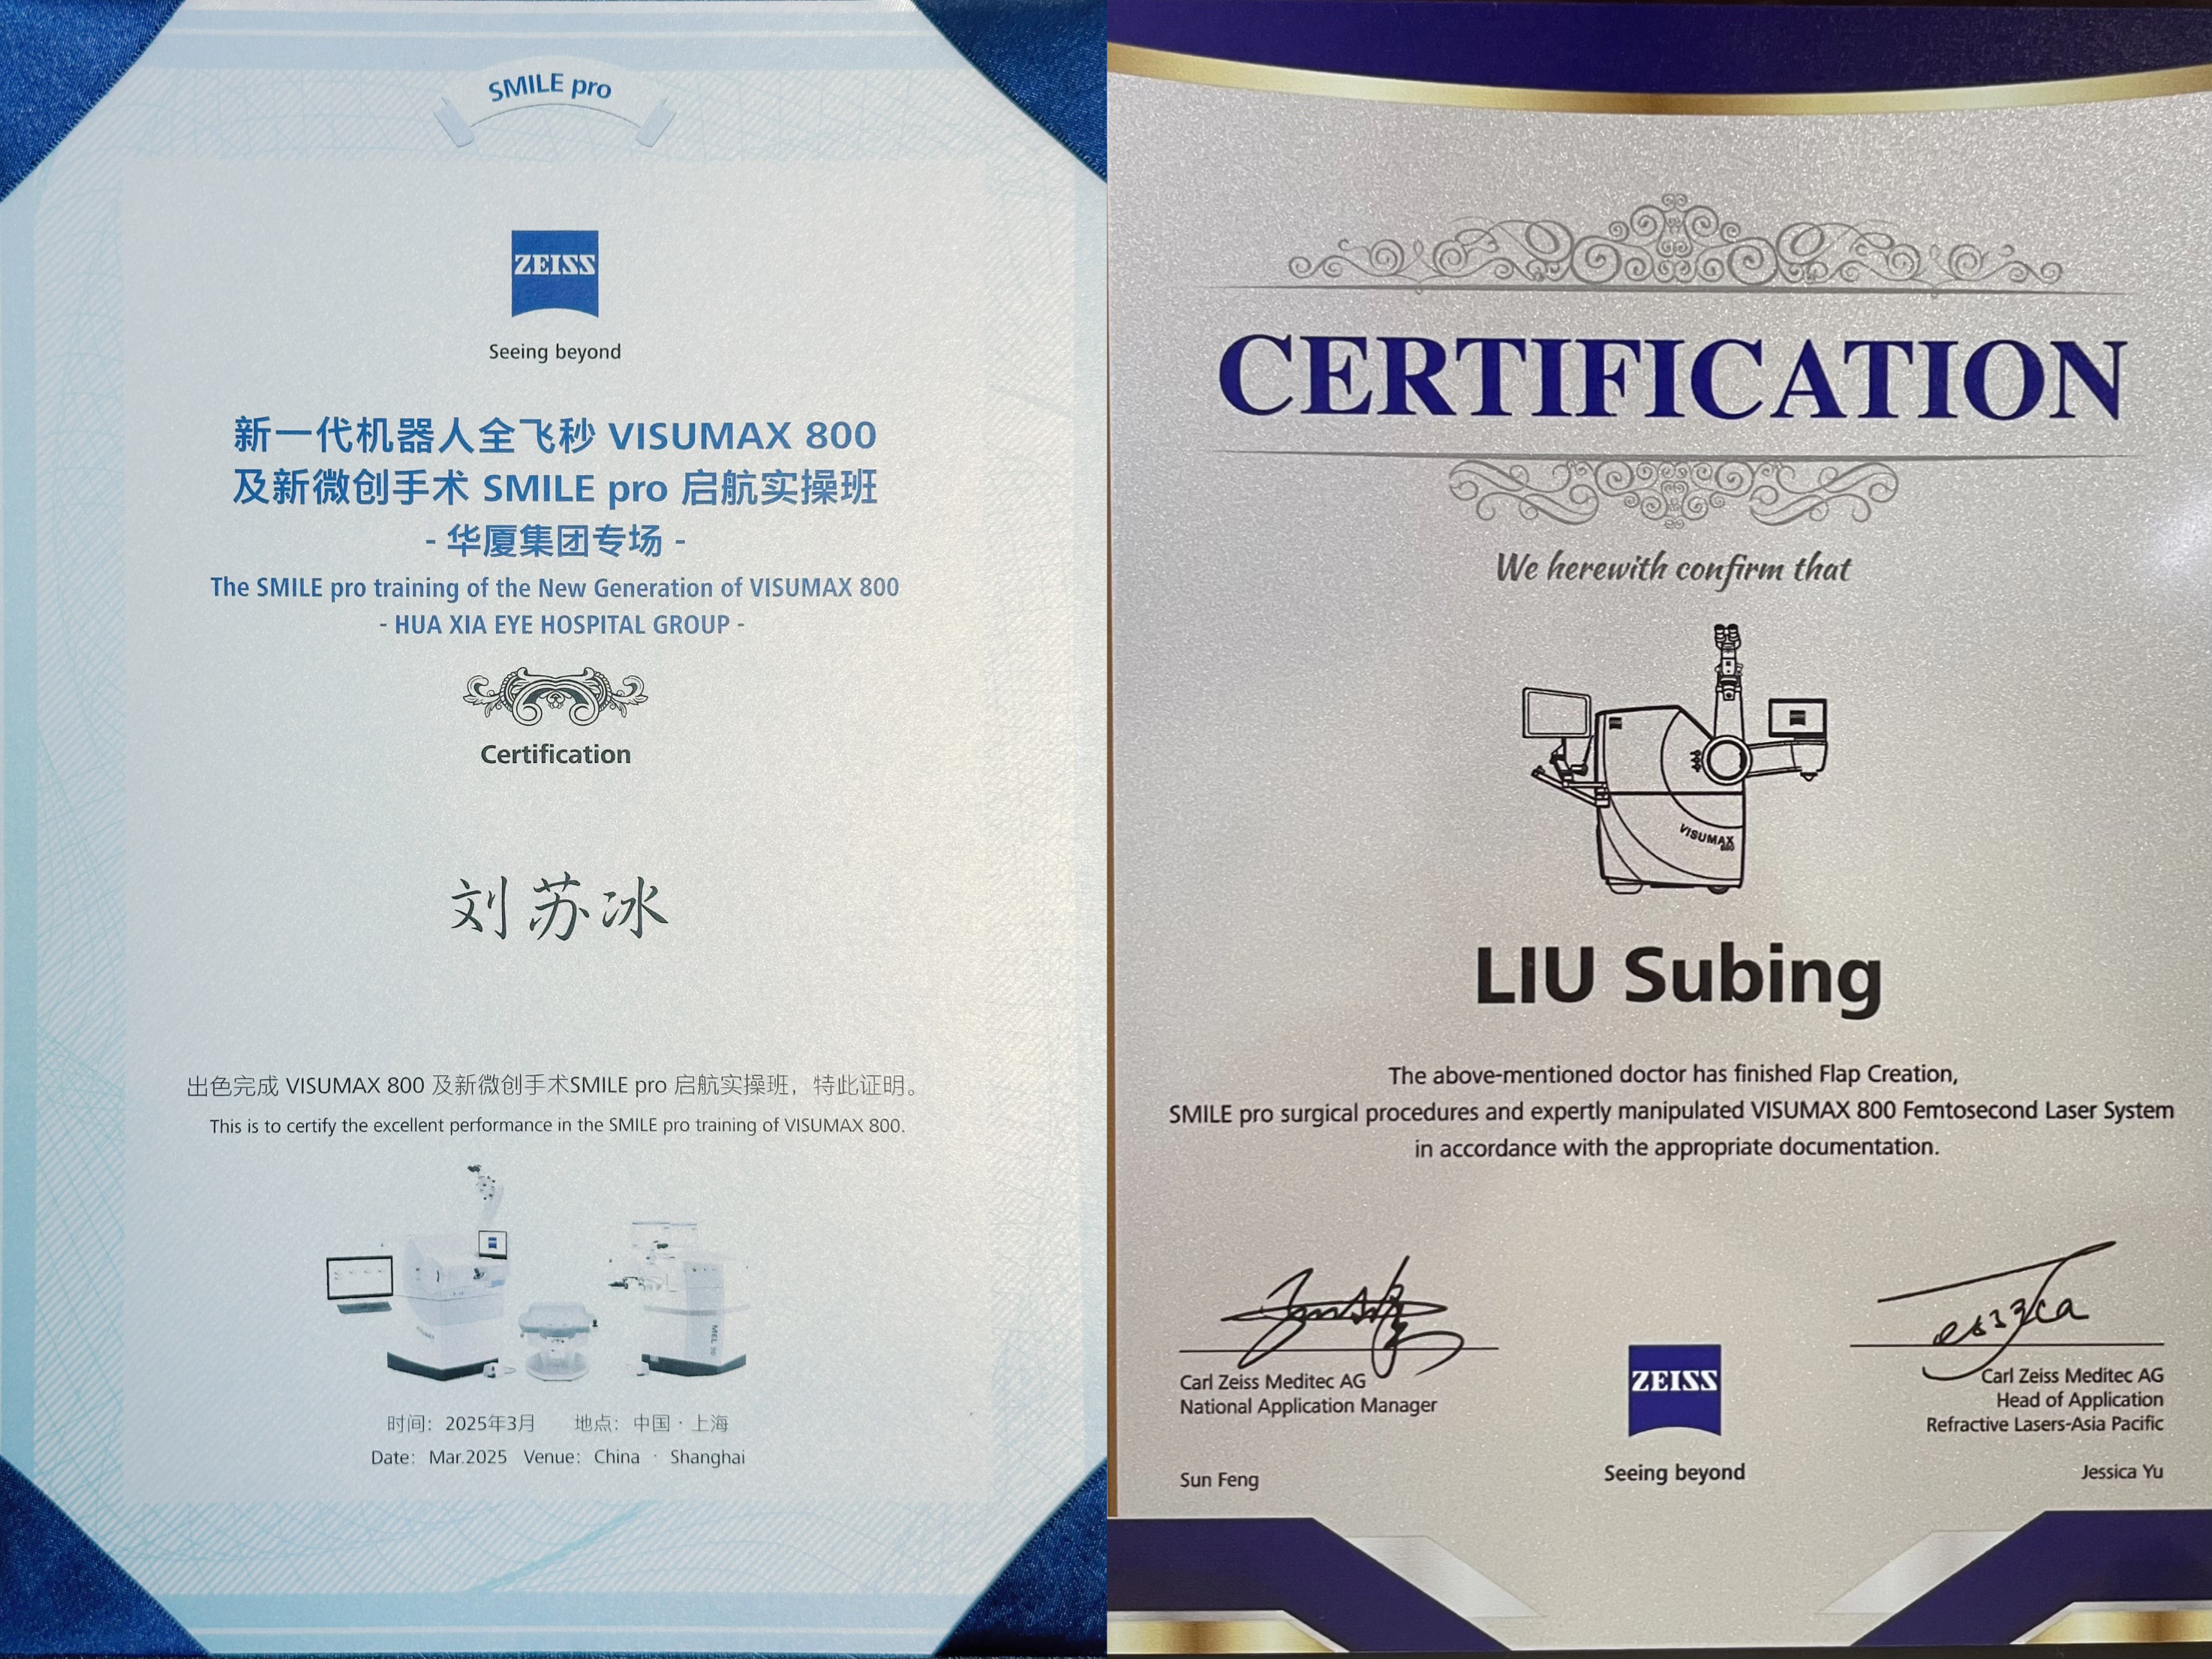 SMILE pro
ZEISS
Seeing beyond
新一代机器人全飞秒 VISUMAX 800
及新微创手术 SMILE pro 启航实操班
- 华厦集团专场 -
The SMILE pro training of the New Generation of VISUMAX 800
- HUA XIA EYE HOSPITAL GROUP -
Certification
刘苏冰
出色完成 VISUMAX 800 及新微创手术SMILE pro 启航实操班，特此证明。
This is to certify the excellent performance in the SMILE pro training of VISUMAX 800.
时间：2025年3月 地点：中国 · 上海
Date: Mar.2025 Venue: China · Shanghai
CERTIFICATION
We herewith confirm that
VISUMAX
800
LIU Subing
The above-mentioned doctor has finished Flap Creation,
SMILE pro surgical procedures and expertly manipulated VISUMAX 800 Femtosecond Laser System
in accordance with the appropriate documentation.
Carl Zeiss Meditec AG
National Application Manager
Sun Feng
ZEISS
Seeing beyond
Carl Zeiss Meditec AG
Head of Application
Refractive Lasers-Asia Pacific
Jessica Yu